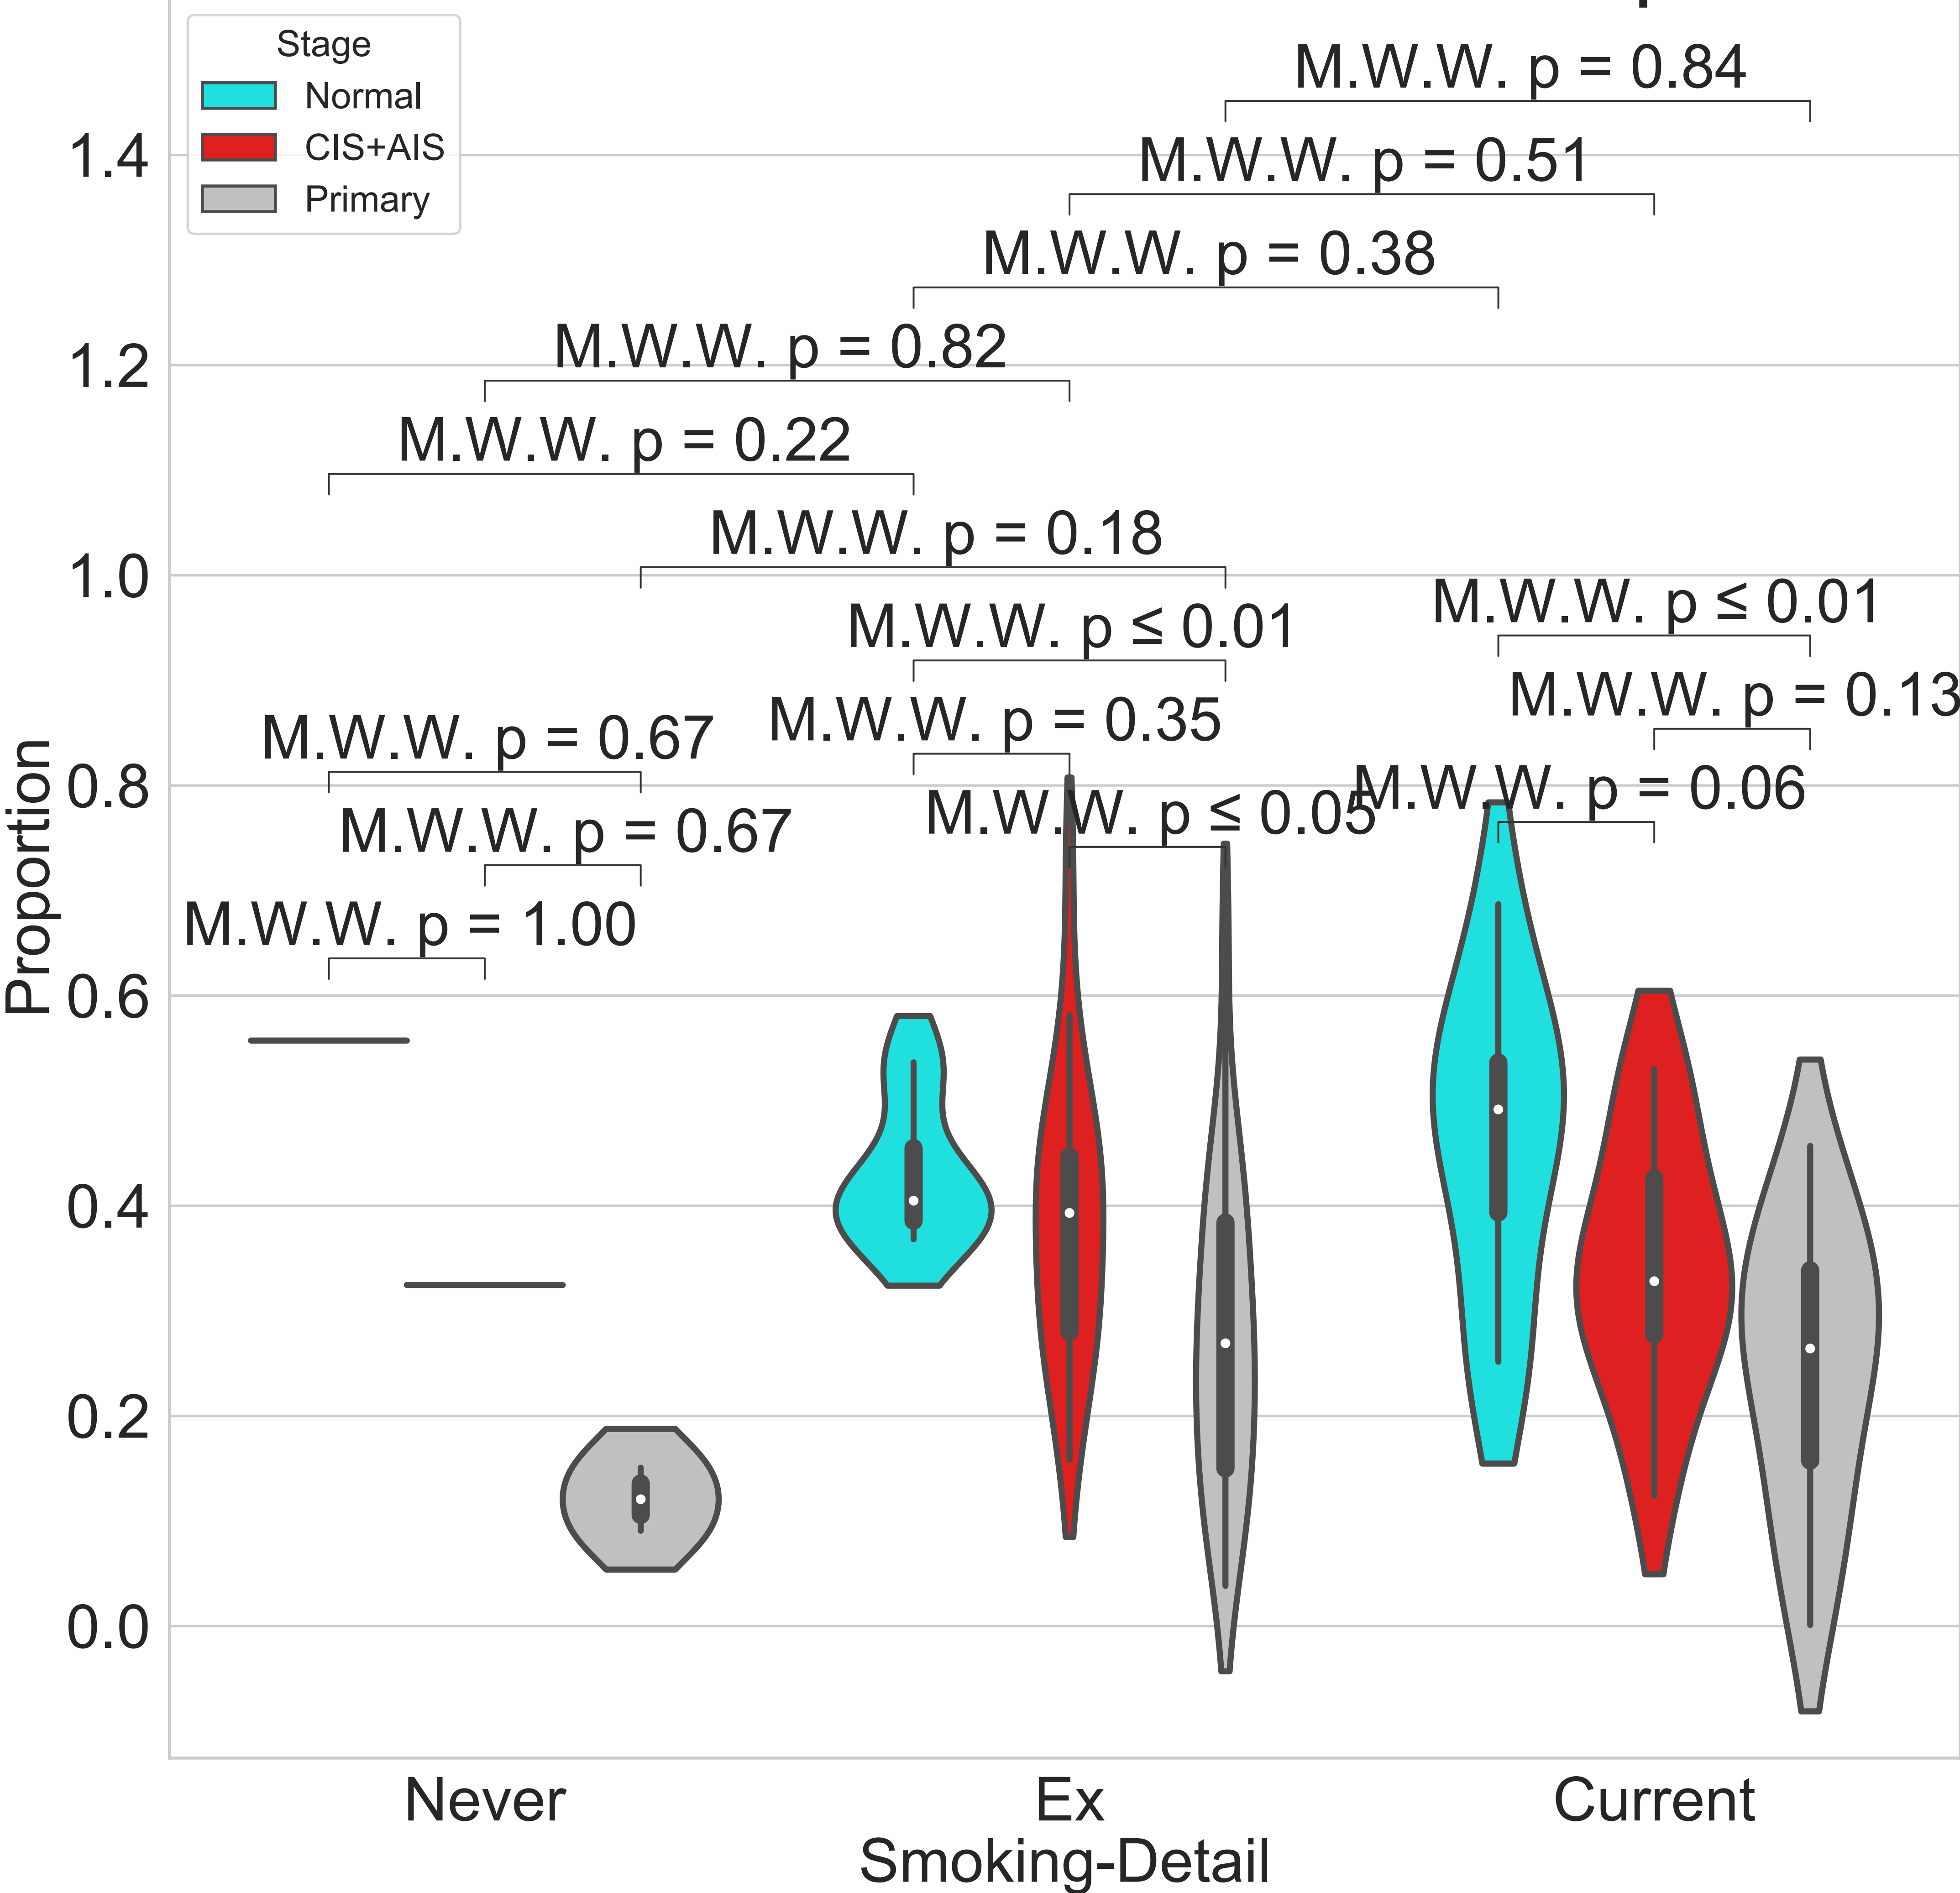 Stage
Normal
CIS+AIS
Primary
M.W.W. p = 0.84
M.W.W. p = 0.51
M.W.W. p = 0.38
M.W.W. p = 0.82
M.W.W. p = 0.22
M.W.W. p = 0.18
M.W.W. p ≤ 0.01
M.W.W. p ≤ 0.01
M.W.W. p = 0.13
M.W.W. p = 0.35
M.W.W. p = 0.67
M.W.W. p = 0.06
M.W.W. p ≤ 0.05
M.W.W. p = 0.67
M.W.W. p = 1.00
Proportion
1.4
1.2
1.0
0.8
0.6
0.4
0.2
0.0
Never Ex Current
Smoking-Detail